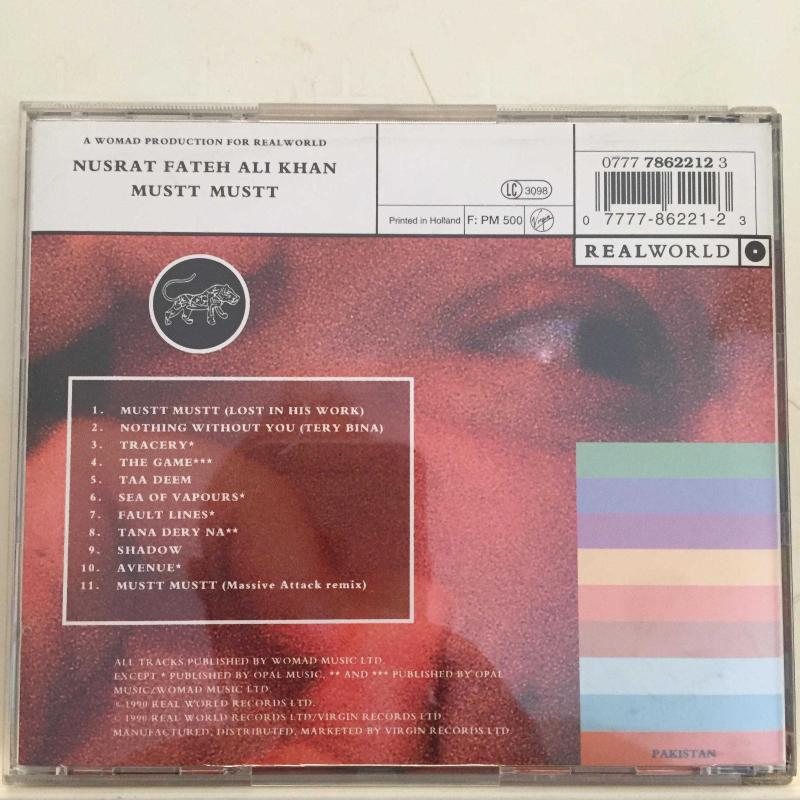 A WOMAD PRODUCTION FOR REALWORLD
NUSRAT FATEH ALI KHAN
MUSTT MUSTT
LC 3098
Printed in Holland F: PM 500 Virgin
0777 7862212 3
0 7777-86221-2 3
REALWORLD
1. MUSTT MUSTT (LOST IN HIS WORK)
2. NOTHING WITHOUT YOU (TERY BINA)
3. TRACERY*
4. THE GAME***
5. TAA DEEM
6. SEA OF VAPOURS*
7. FAULT LINES*
8. TANA DERY NA**
9. SHADOW
10. AVENUE*
11. MUSTT MUSTT (Massive Attack remix)
ALL TRACKS PUBLISHED BY WOMAD MUSIC LTD.
EXCEPT * PUBLISHED BY OPAL MUSIC, ** AND *** PUBLISHED BY OPAL
MUSIC/WOMAD MUSIC LTD.
℗ 1990 REAL WORLD RECORDS LTD.
© 1990 REAL WORLD RECORDS LTD/VIRGIN RECORDS LTD
MANUFACTURED, DISTRIBUTED, MARKETED BY VIRGIN RECORDS LTD
PAKISTAN